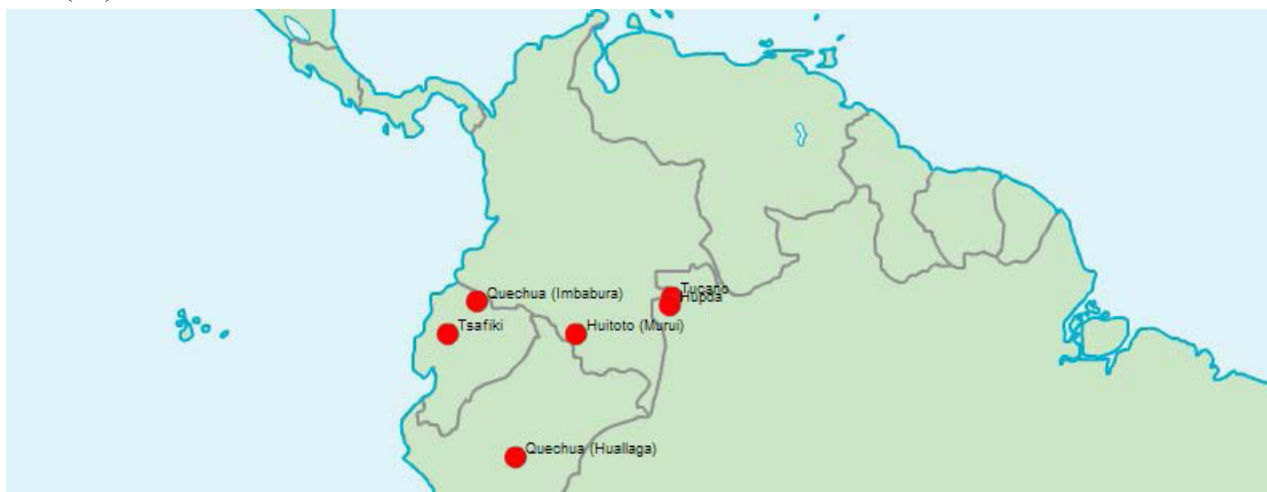 Tucano
Quechua (Imbabura)
Hupda
Tsafiki
Huitoto (Murui)
Quechua (Huallaga)